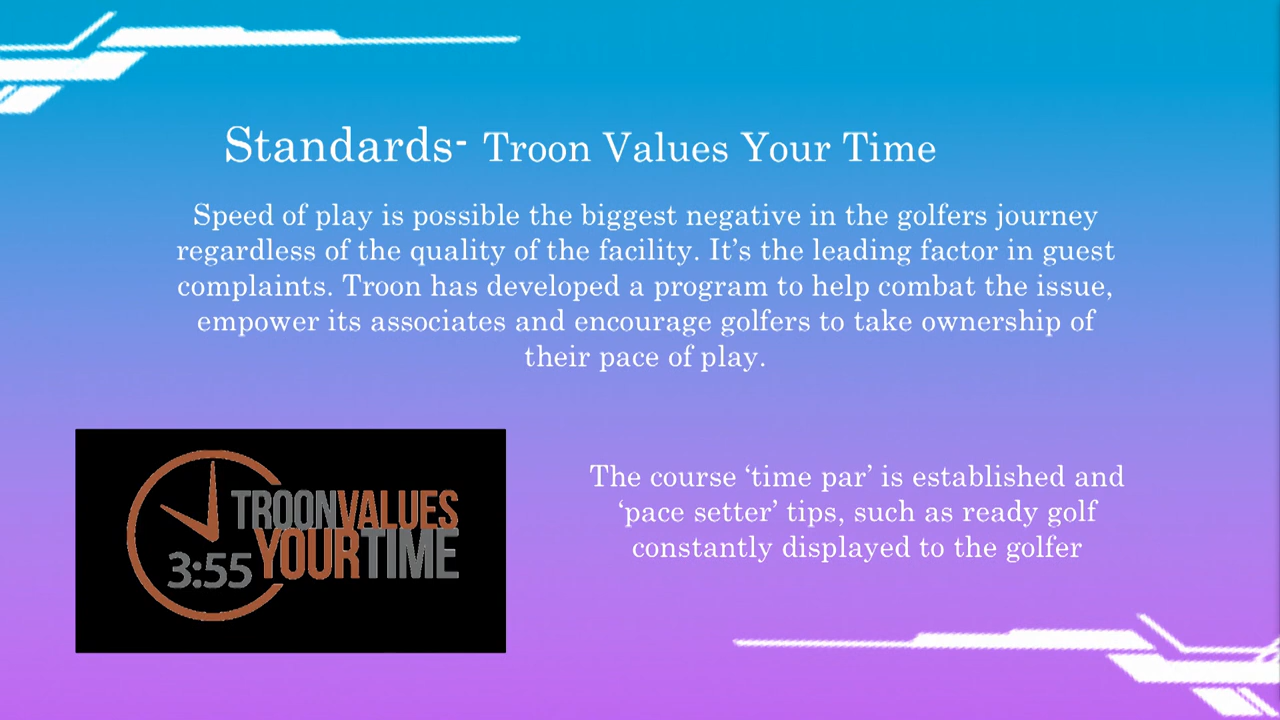 Standards- Troon Values Your Time
Speed of play is possible the biggest negative in the golfers journey
regardless of the quality of the facility. It’s the leading factor in guest
complaints. Troon has developed a program to help combat the issue,
empower its associates and encourage golfers to take ownership of
their pace of play.
TROONVALUES
YOURTIME
3:55
The course ‘time par’ is established and
‘pace setter’ tips, such as ready golf
constantly displayed to the golfer